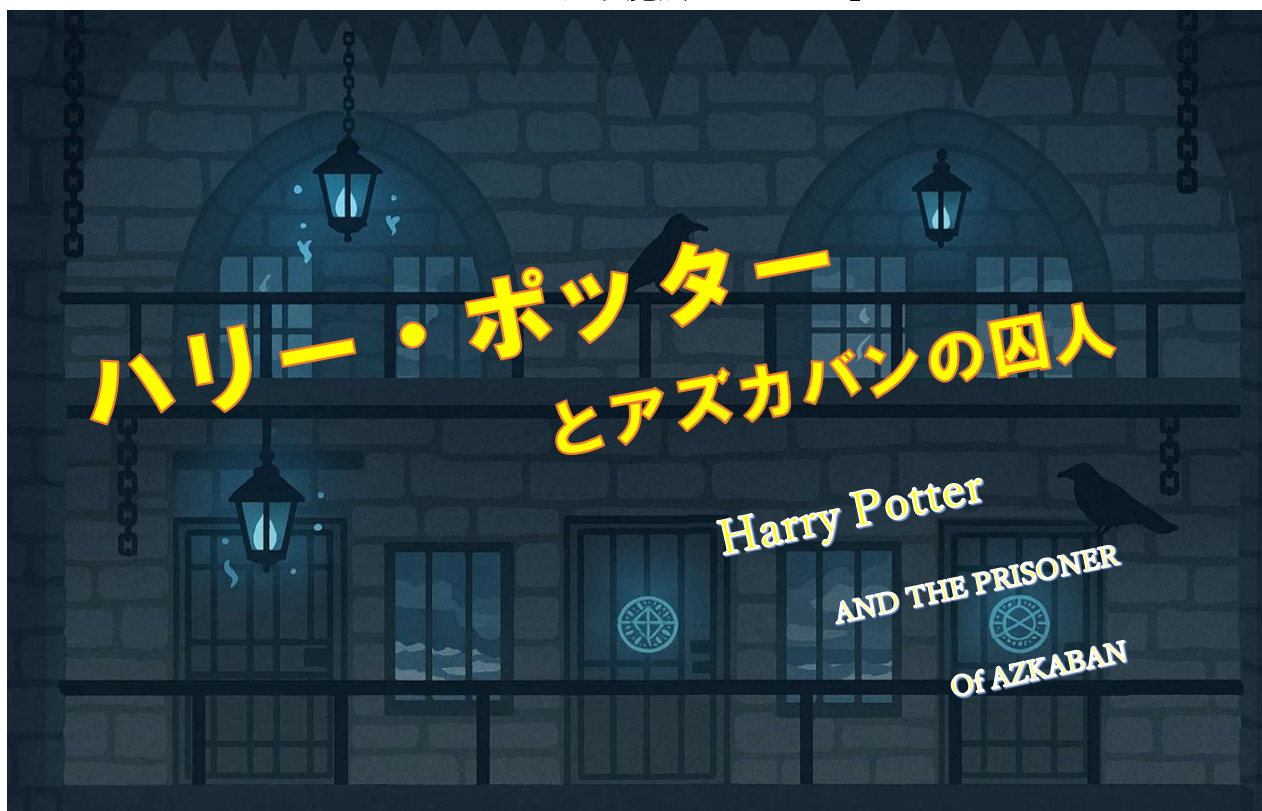 ハリー・ポッター
とアズカバンの囚人
Harry Potter
AND THE PRISONER
Of AZKABAN